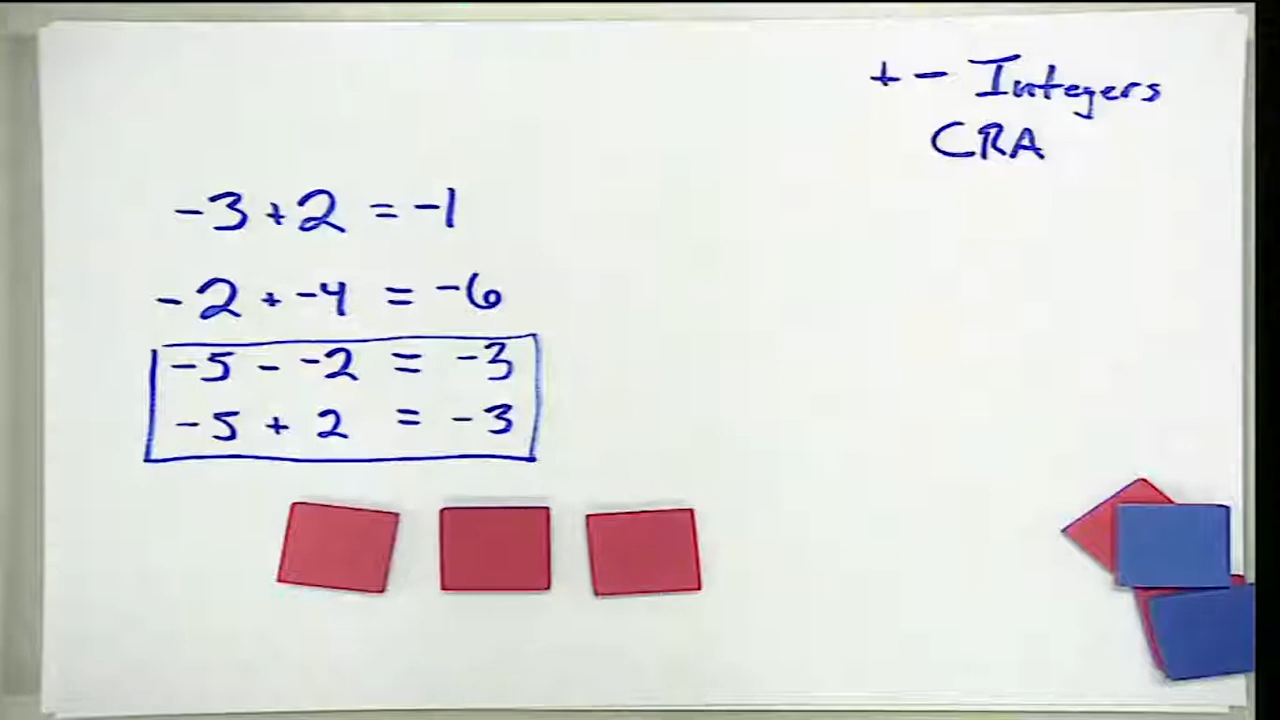 + - Integers
CRA
-3 + 2 = -1
-2 + -4 = -6
-5 - -2 = -3
-5 + 2 = -3